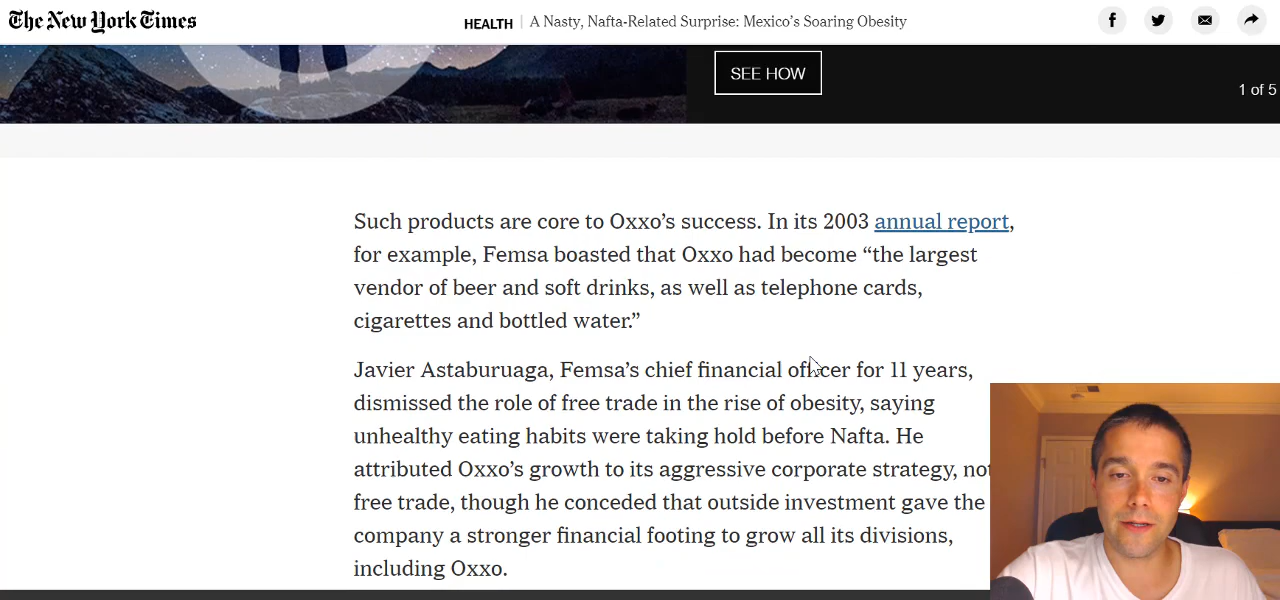 The New York Times
HEALTH | A Nasty, Nafta-Related Surprise: Mexico’s Soaring Obesity
SEE HOW
1 of 5
Such products are core to Oxxo’s success. In its 2003 annual report,
for example, Femsa boasted that Oxxo had become “the largest
vendor of beer and soft drinks, as well as telephone cards,
cigarettes and bottled water.”
Javier Astaburuaga, Femsa’s chief financial officer for 11 years,
dismissed the role of free trade in the rise of obesity, saying
unhealthy eating habits were taking hold before Nafta. He
attributed Oxxo’s growth to its aggressive corporate strategy, not
free trade, though he conceded that outside investment gave the
company a stronger financial footing to grow all its divisions,
including Oxxo.